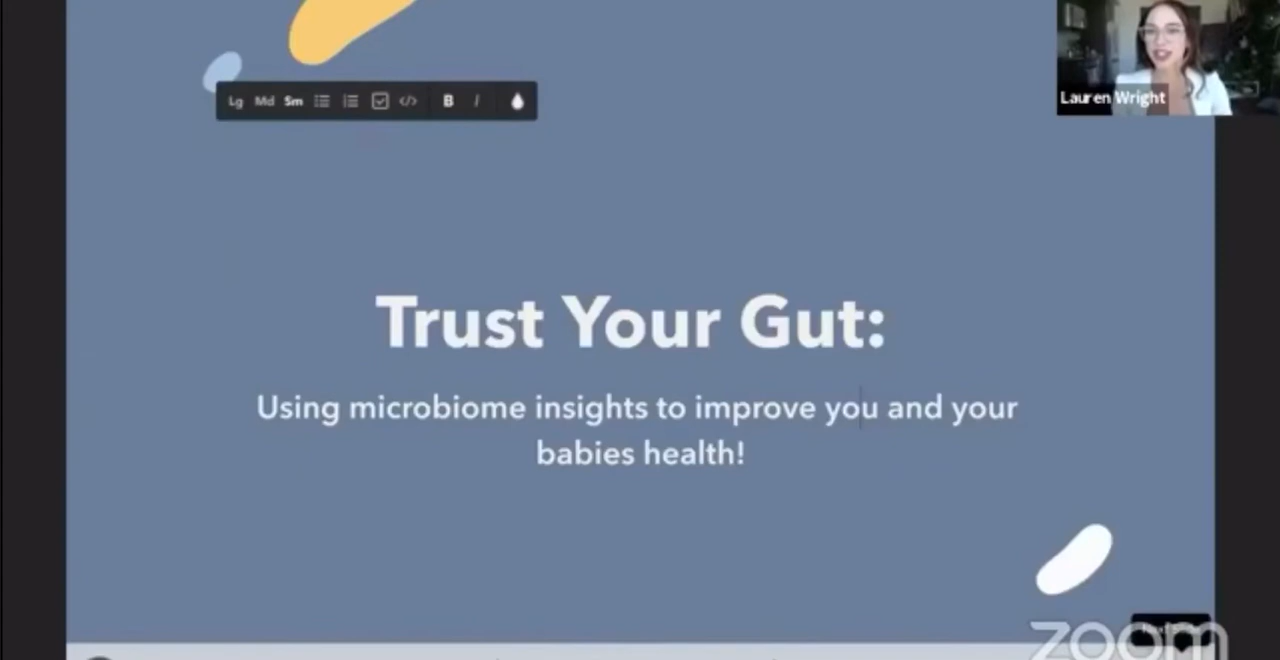 Lauren Wright
Lg Md Sm B I
Trust Your Gut:
Using microbiome insights to improve you and your
babies health!
zoom